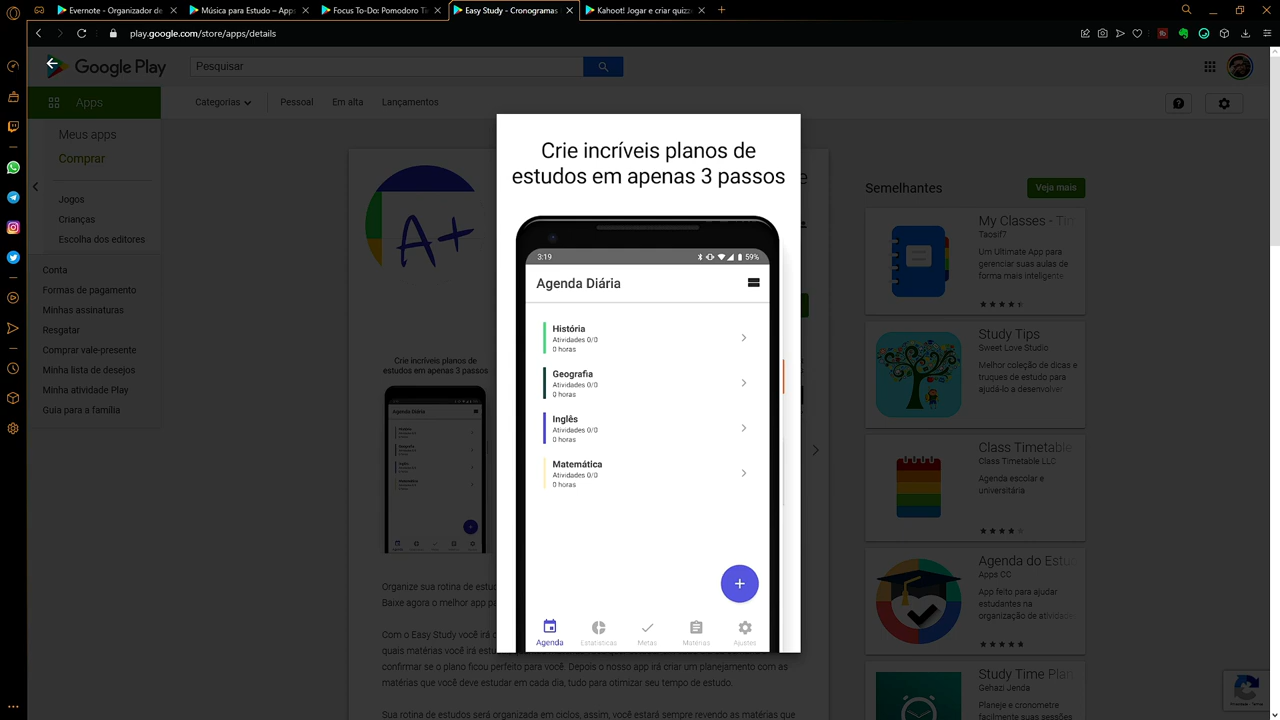 Evernote - Organizador de
Música para Estudo – Apps
Focus To-Do: Pomodoro Ti
Easy Study - Cronogramas
Kahoot! Jogar e criar quizz
play.google.com/store/apps/details
Google Play
Pesquisar
Apps
Categorias
Pessoal
Em alta
Lançamentos
Meus apps
Comprar
Jogos
Crianças
Escolha dos editores
Conta
Formas de pagamento
Minhas assinaturas
Resgatar
Comprar vale-presente
Minha lista de desejos
Minha atividade Play
Guia para a família
A+
Crie incríveis planos de
estudos em apenas 3 passos
Agenda Diária
Crie incríveis planos de
estudos em apenas 3 passos
3:19
59%
Agenda Diária
História
Atividades 0/0
0 horas
Geografia
Atividades 0/0
0 horas
Inglês
Atividades 0/0
0 horas
Matemática
Atividades 0/0
0 horas
+
Agenda
Estatísticas
Metas
Matérias
Ajustes
Organize sua rotina de estud
Baixe agora o melhor app pa
Com o Easy Study você irá d
quais matérias você irá estu
confirmar se o plano ficou perfeito para você. Depois o nosso app irá criar um planejamento com as
matérias que você deve estudar em cada dia, tudo para otimizar seu tempo de estudo.
Sua rotina de estudos será organizada em ciclos, assim, você estará sempre revendo as matérias que
Semelhantes
Veja mais
My Classes - Tim
Taosif7
Um Ultimate App para
gerenciar suas aulas de
forma mais inteligente
Study Tips
Sweet Love Studio
Melhor coleção de dicas e
truques de estudo para
ajudá-lo a desenvolver
Class Timetable
Class Timetable LLC
Agenda escolar e
universitária
Agenda do Estud
Apps CC
App feito para ajudar
estudantes na
organização de atividade
Study Time Plan
Gehazi Jenda
Planeje e cronometre
facilmente suas sessões